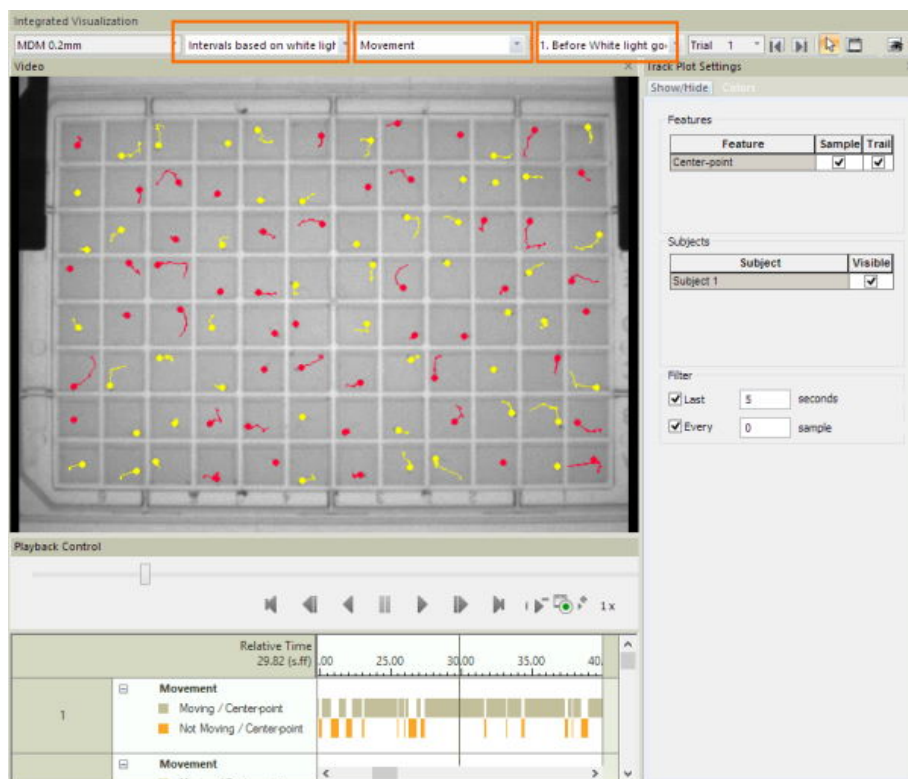 Integrated Visualization
MDM 0.2mm
Intervals based on white ligh
Movement
1. Before White light go
Trial 1
Video
Track Plot Settings
Show/Hide Colors
Features
Feature Sample Trail
Center-point
Subjects
Subject Visible
Subject 1
Filter
Last 5 seconds
Every 0 sample
Playback Control
1x
Relative Time
29.82 (s.ff)
.00 25.00 30.00 35.00 40.
1
Movement
Moving / Center-point
Not Moving / Center-point
Movement